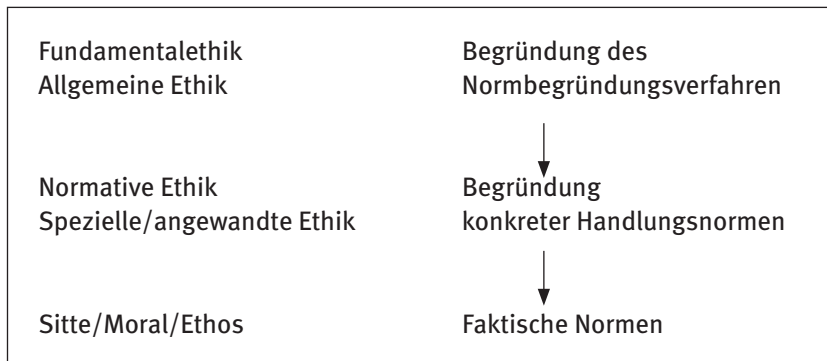 Fundamentalethik Begründung des
Allgemeine Ethik Normbegründungsverfahren
Normative Ethik Begründung
Spezielle/angewandte Ethik konkreter Handlungsnormen
Sitte/Moral/Ethos Faktische Normen